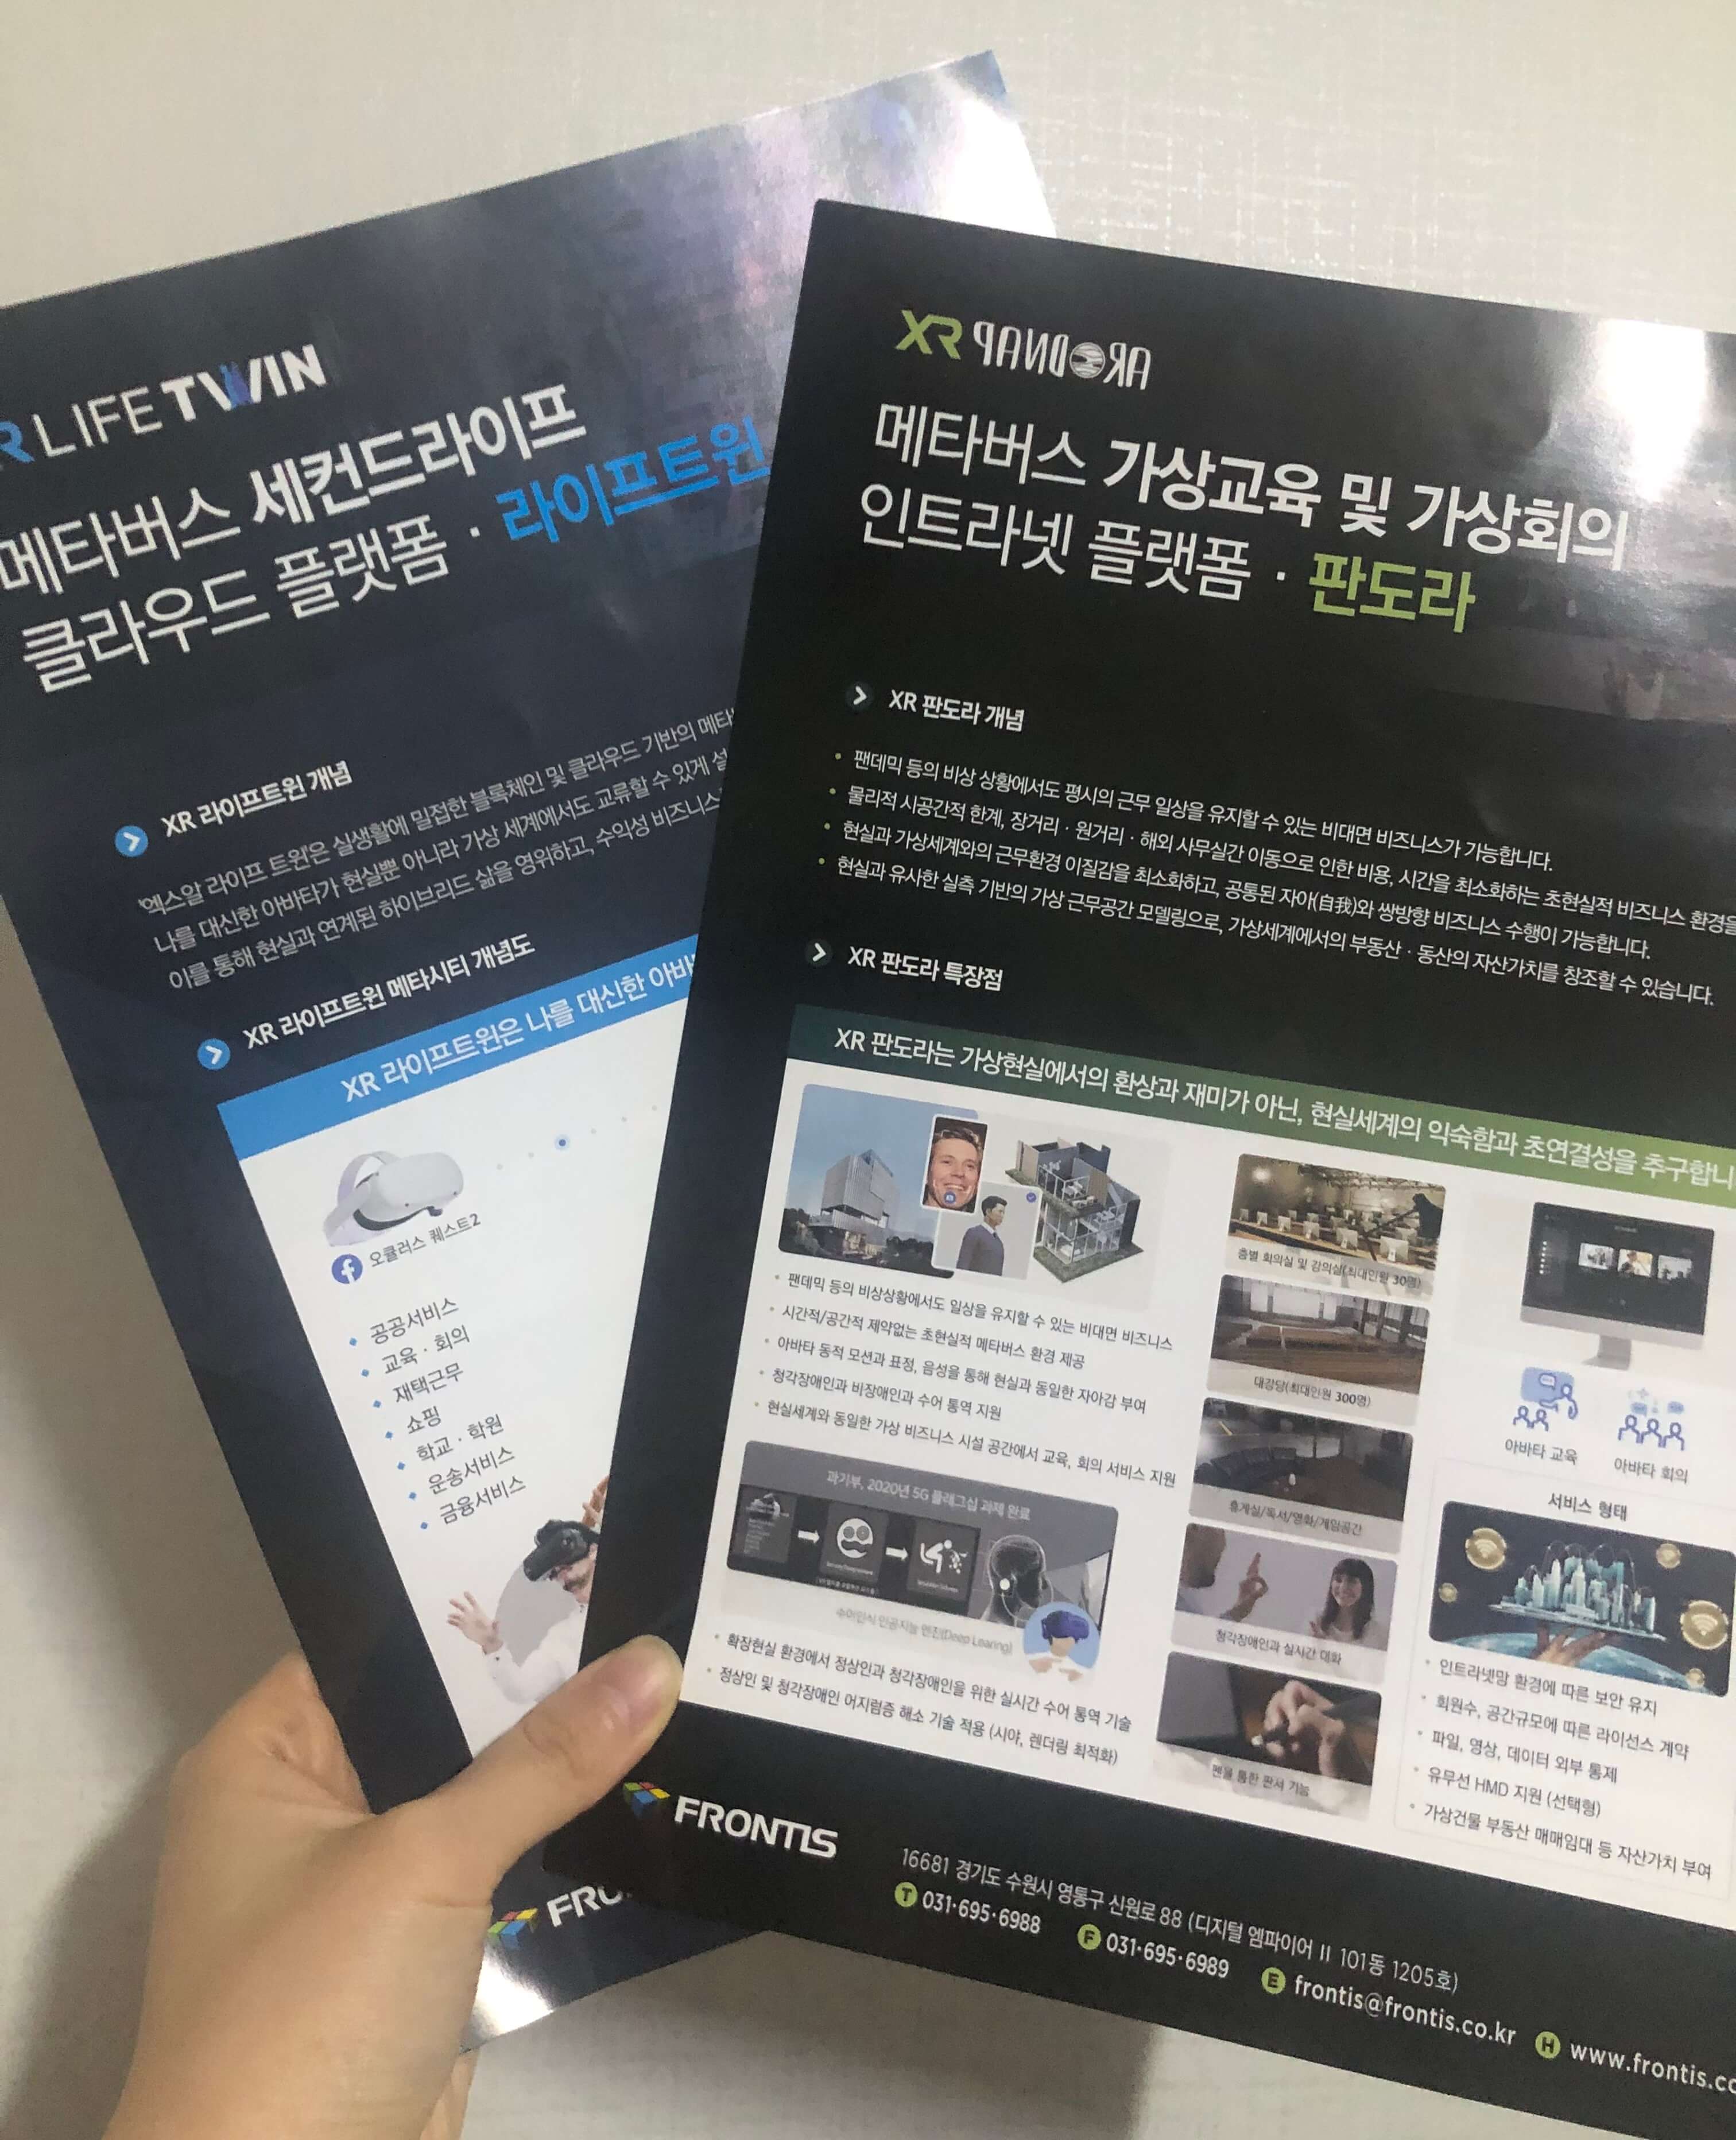 R LIFE TWIN
메타버스 세컨드라이프
클라우드 플랫폼 · 라이프트윈
XR 라이프트윈 개념
'엑스알 라이프 트윈'은 실생활에 밀접한 블록체인 및 클라우드 기반의 메타
나를 대신한 아바타가 현실뿐 아니라 가상 세계에서도 교류할 수 있게 설
이를 통해 현실과 연계된 하이브리드 삶을 영위하고, 수익성 비즈니스
XR 라이프트윈 메타시티 개념도
XR 라이프트윈은 나를 대신한 아바
오큘러스 퀘스트2
공공서비스
교육 · 회의
재택근무
쇼핑
학교 · 학원
운송서비스
금융서비스
FRO
XR PANDORA
메타버스 가상교육 및 가상회의
인트라넷 플랫폼 · 판도라
XR 판도라 개념
팬데믹 등의 비상 상황에서도 평시의 근무 일상을 유지할 수 있는 비대면 비즈니스가 가능합니다.
물리적 시공간적 한계, 장거리 · 원거리 · 해외 사무실간 이동으로 인한 비용, 시간을 최소화하는 초현실적 비즈니스 환경을
현실과 가상세계와의 근무환경 이질감을 최소화하고, 공통된 자아(自我)와 쌍방향 비즈니스 수행이 가능합니다.
현실과 유사한 실측 기반의 가상 근무공간 모델링으로, 가상세계에서의 부동산 · 동산의 자산가치를 창조할 수 있습니다.
XR 판도라 특장점
XR 판도라는 가상현실에서의 환상과 재미가 아닌, 현실세계의 익숙함과 초연결성을 추구합니
팬데믹 등의 비상상황에서도 일상을 유지할 수 있는 비대면 비즈니스
시간적/공간적 제약없는 초현실적 메타버스 환경 제공
아바타 동적 모션과 표정, 음성을 통해 현실과 동일한 자아감 부여
청각장애인과 비장애인과 수어 통역 지원
현실세계와 동일한 가상 비즈니스 시설 공간에서 교육, 회의 서비스 지원
과기부, 2020년 5G 플래그십 과제 완료
수어인식 인공지능 엔진(Deep Learing)
확장현실 환경에서 정상인과 청각장애인을 위한 실시간 수어 통역 기술
정상인 및 청각장애인 어지럼증 해소 기술 적용 (시야, 렌더링 최적화)
층별 회의실 및 강의실(최대인원 30명)
대강당(최대인원 300명)
휴게실/독서/영화/게임공간
청각장애인과 실시간 대화
펜을 통한 판서 기능
아바타 교육
아바타 회의
서비스 형태
인트라넷망 환경에 따른 보안 유지
회원수, 공간규모에 따른 라이선스 계약
파일, 영상, 데이터 외부 통제
유무선 HMD 지원 (선택형)
가상건물 부동산 매매임대 등 자산가치 부여
FRONTIS
16681 경기도 수원시 영통구 신원로 88 (디지털 엠파이어 II 101동 1205호)
T 031·695·6988 F 031·695·6989 E frontis@frontis.co.kr H www.frontis.co